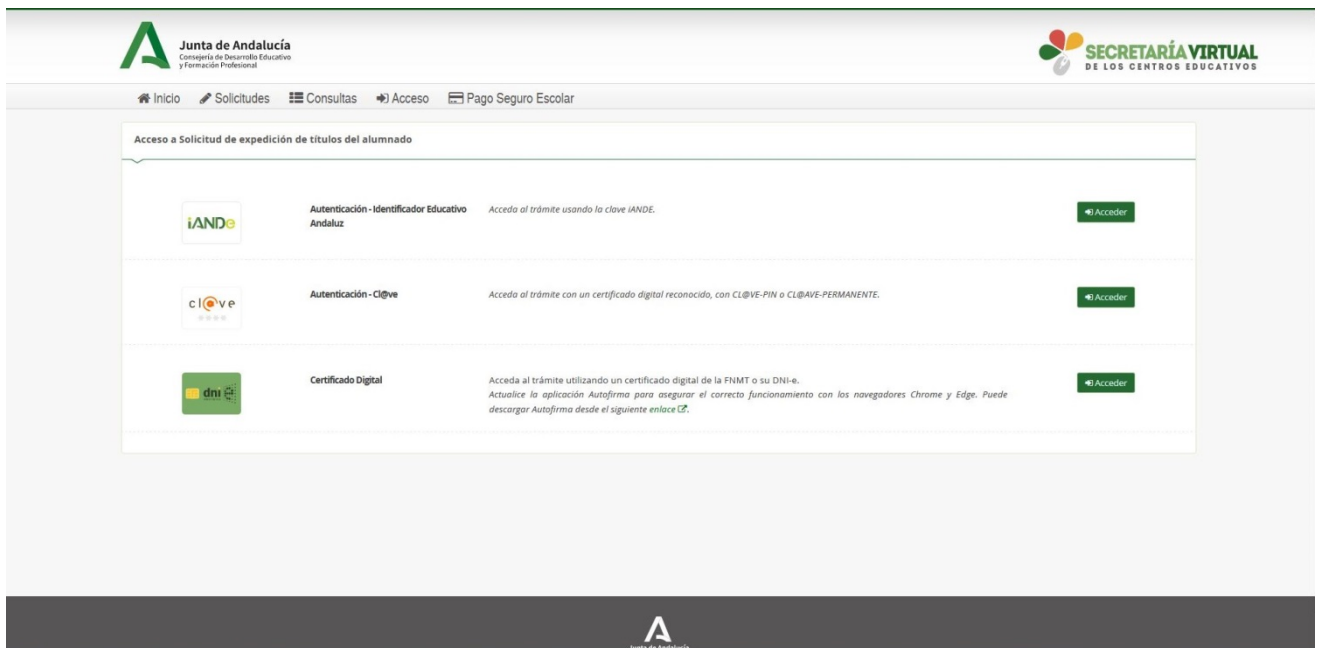 Junta de Andalucía
Consejería de Desarrollo Educativo
y Formación Profesional
SECRETARÍA VIRTUAL
DE LOS CENTROS EDUCATIVOS
Inicio Solicitudes Consultas Acceso Pago Seguro Escolar
Acceso a Solicitud de expedición de títulos del alumnado
iANDe
Autenticación - Identificador Educativo
Andaluz
Acceda al trámite usando la clave iANDE.
Acceder
cl@ve
Autenticación - Cl@ve
Acceda al trámite con un certificado digital reconocido, con CL@VE-PIN o CL@AVE-PERMANENTE.
Acceder
dni e
Certificado Digital
Acceda al trámite utilizando un certificado digital de la FNMT o su DNI-e.
Actualice la aplicación Autofirma para asegurar el correcto funcionamiento con los navegadores Chrome y Edge. Puede
descargar Autofirma desde el siguiente enlace.
Acceder
Junta de Andalucía